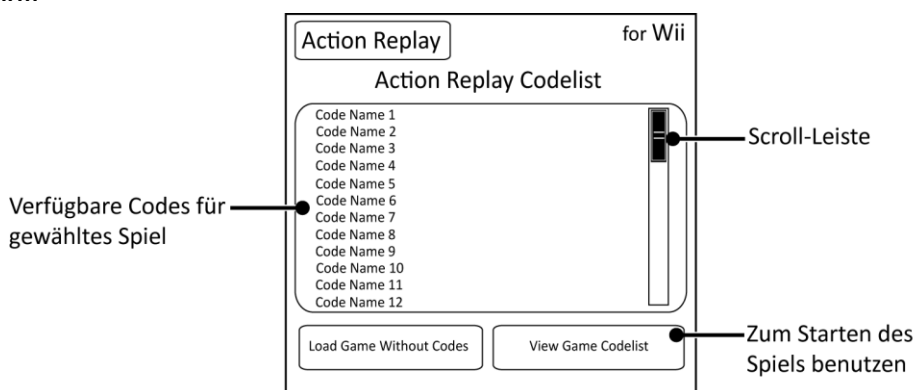 Action Replay
for Wii
Action Replay Codelist
Code Name 1
Code Name 2
Code Name 3
Code Name 4
Code Name 5
Code Name 6
Code Name 7
Code Name 8
Code Name 9
Code Name 10
Code Name 11
Code Name 12
Scroll-Leiste
Verfügbare Codes für
gewähltes Spiel
Load Game Without Codes
View Game Codelist
Zum Starten des
Spiels benutzen